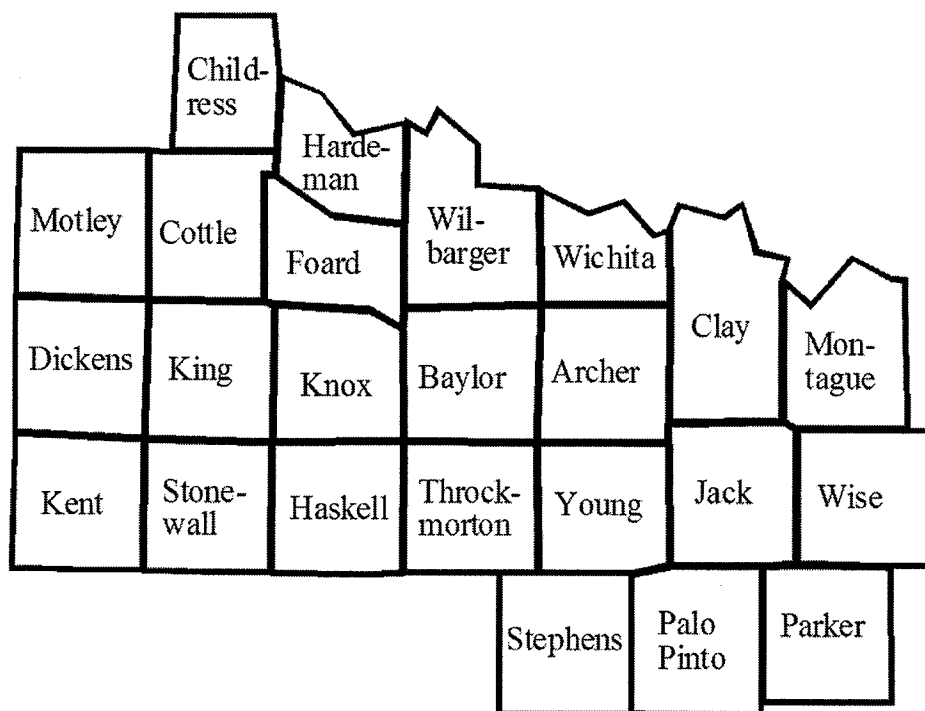 Child-
ress
Harde-
man
Motley
Cottle
Foard
Wil-
barger
Wichita
Clay
Mon-
tague
Dickens
King
Knox
Baylor
Archer
Kent
Stone-
wall
Haskell
Throck-
morton
Young
Jack
Wise
Stephens
Palo
Pinto
Parker